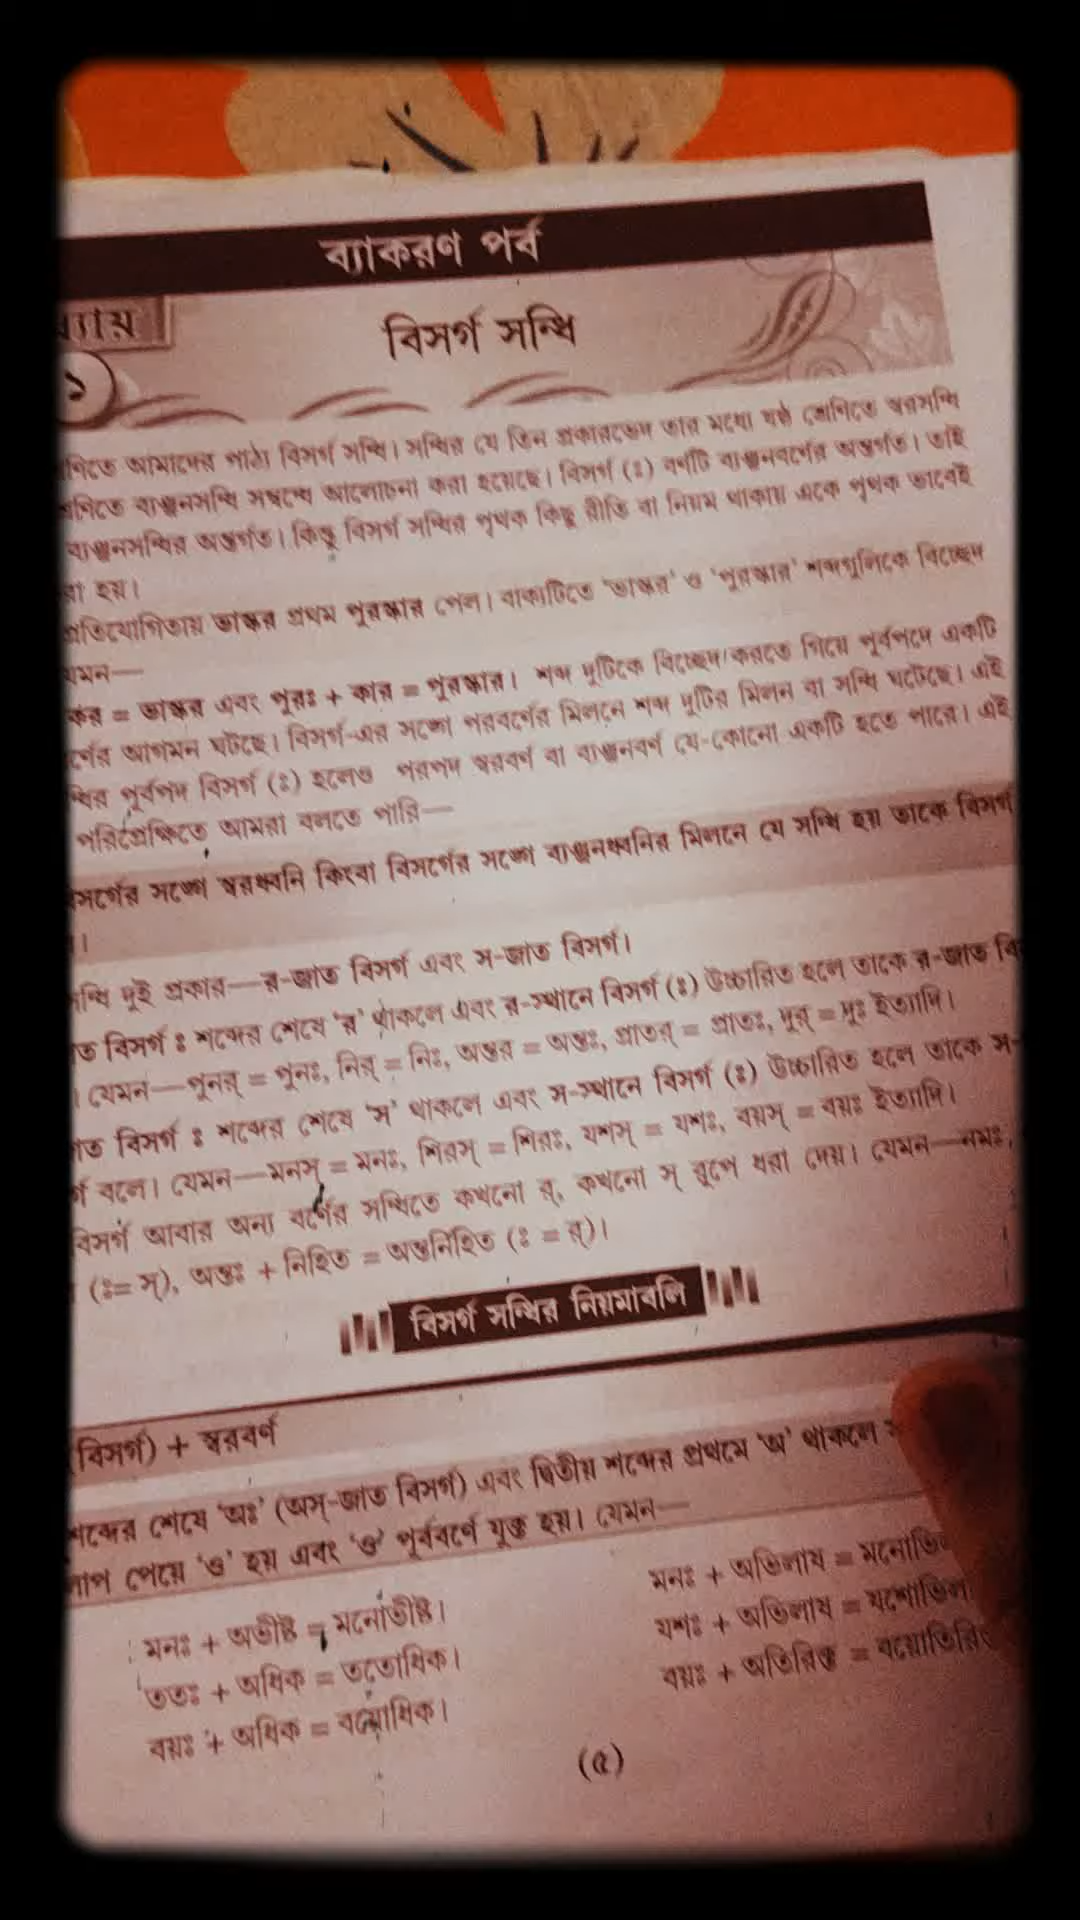 ব্যাকরণ পর্ব
্যায়
বিসর্গ সন্ধি
১
ণিতে আমাদের পাঠ্য বিসর্গ সন্ধি। সন্ধির যে তিন প্রকারভেদ তার মধ্যে ষষ্ঠ শ্রেণিতে স্বরসন্ধি
ণিতে ব্যঞ্জনসন্ধি সম্বন্ধে আলোচনা করা হয়েছে। বিসর্গ (ঃ) বর্ণটি ব্যঞ্জনবর্ণের অন্তর্গত। তাই
ব্যঞ্জনসন্ধির অন্তর্গত। কিন্তু বিসর্গ সন্ধির পৃথক কিছু রীতি বা নিয়ম থাকায় একে পৃথক ভাবেই
রা হয়।
প্রতিযোগিতায় ভাস্কর প্রথম পুরস্কার পেল। বাক্যটিতে 'ভাস্কর' ও 'পুরস্কার' শব্দগুলিকে বিচ্ছেদ
যেমন—
কর = ভাস্কর এবং পুরঃ + কার = পুরস্কার। শব্দ দুটিকে বিচ্ছেদ করতে গিয়ে পূর্বপদে একটি
র্গের আগমন ঘটছে। বিসর্গ-এর সঙ্গে পরবর্ণের মিলনে শব্দ দুটির মিলন বা সন্ধি ঘটেছে। এই
ন্ধির পূর্বপদ বিসর্গ (ঃ) হলেও পরপদ স্বরবর্ণ বা ব্যঞ্জনবর্ণ যে-কোনো একটি হতে পারে। এই
পরিপ্রেক্ষিতে আমরা বলতে পারি—
বিসর্গের সঙ্গে স্বরধ্বনি কিংবা বিসর্গের সঙ্গে ব্যঞ্জনধ্বনির মিলনে যে সন্ধি হয় তাকে বিসর্গ
।
ন্ধি দুই প্রকার—র-জাত বিসর্গ এবং স-জাত বিসর্গ।
ত বিসর্গ ঃ শব্দের শেষে 'র' থাকলে এবং র-স্থানে বিসর্গ (ঃ) উচ্চারিত হলে তাকে র-জাত বি
। যেমন—পুনর্ = পুনঃ, নির্ = নিঃ, অন্তর = অন্তঃ, প্রাতর্ = প্রাতঃ, দুর্ = দুঃ ইত্যাদি।
াত বিসর্গ ঃ শব্দের শেষে 'স' থাকলে এবং স-স্থানে বিসর্গ (ঃ) উচ্চারিত হলে তাকে স-
র্গ বলে। যেমন—মনস্ = মনঃ, শিরস্ = শিরঃ, যশস্ = যশঃ, বয়স্ = বয়ঃ ইত্যাদি।
বিসর্গ আবার অন্য বর্ণের সন্ধিতে কখনো র্, কখনো স্ রূপে ধরা দেয়। যেমন—নমঃ
(ঃ= স্), অন্তঃ + নিহিত = অন্তর্নিহিত (ঃ = র্)।
বিসর্গ সন্ধির নিয়মাবলি
(বিসর্গ) + স্বরবর্ণ
শব্দের শেষে 'অঃ' (অস্-জাত বিসর্গ) এবং দ্বিতীয় শব্দের প্রথমে 'অ' থাকলে
লোপ পেয়ে 'ও' হয় এবং 'ও' পূর্ববর্ণে যুক্ত হয়। যেমন—
মনঃ + অভীষ্ট = মনোভীষ্ট।
ততঃ + অধিক = ততোধিক।
বয়ঃ + অধিক = বয়োধিক।
মনঃ + অভিলাষ = মনোভি
যশঃ + অভিলাষ = যশোভিল
বয়ঃ + অতিরিক্ত = বয়োতিরি
(৫)